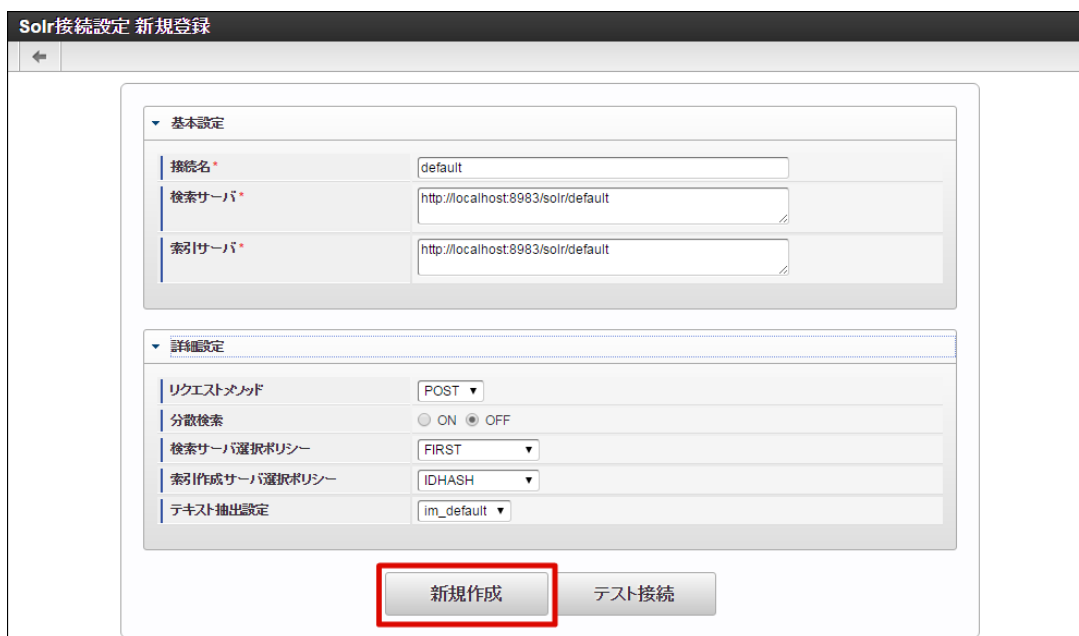 Solr接続設定 新規登録
基本設定
接続名*
default
検索サーバ*
http://localhost:8983/solr/default
索引サーバ*
http://localhost:8983/solr/default
詳細設定
リクエストメソッド
POST
分散検索
ON OFF
検索サーバ選択ポリシー
FIRST
索引作成サーバ選択ポリシー
IDHASH
テキスト抽出設定
im_default
新規作成 テスト接続